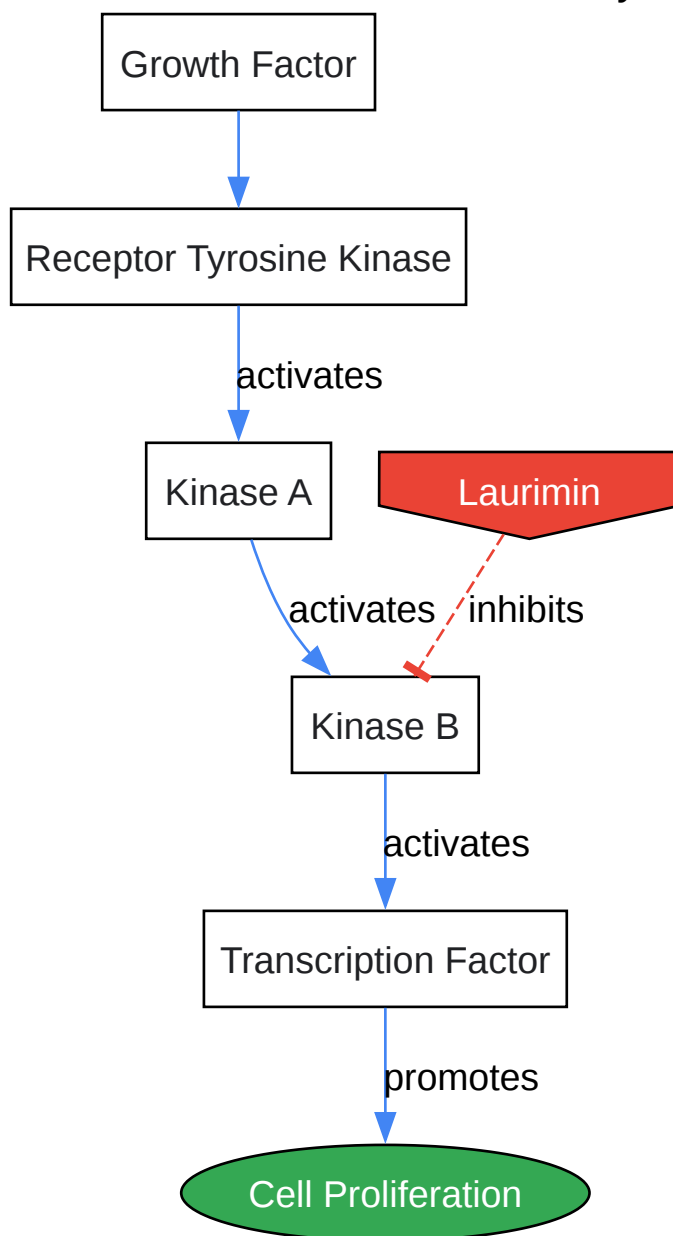 Growth Factor
Receptor Tyrosine Kinase
activates
Kinase A
Laurimin
activates
inhibits
Kinase B
activates
Transcription Factor
promotes
Cell Proliferation